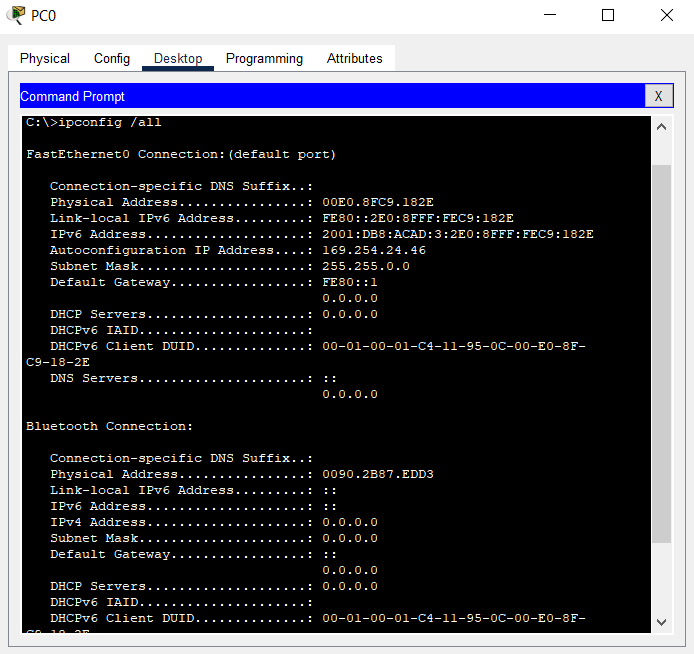 PC0
Physical Config Desktop Programming Attributes
Command Prompt X
C:\>ipconfig /all
FastEthernet0 Connection:(default port)
Connection-specific DNS Suffix..:
Physical Address................: 00E0.8FC9.182E
Link-local IPv6 Address.........: FE80::2E0:8FFF:FEC9:182E
IPv6 Address....................: 2001:DB8:ACAD:3:2E0:8FFF:FEC9:182E
Autoconfiguration IP Address....: 169.254.24.46
Subnet Mask.....................: 255.255.0.0
Default Gateway.................: FE80::1
0.0.0.0
DHCP Servers....................: 0.0.0.0
DHCPv6 IAID.....................:
DHCPv6 Client DUID..............: 00-01-00-01-C4-11-95-0C-00-E0-8F-
C9-18-2E
DNS Servers.....................: ::
0.0.0.0
Bluetooth Connection:
Connection-specific DNS Suffix..:
Physical Address................: 0090.2B87.EDD3
Link-local IPv6 Address.........: ::
IPv6 Address....................: ::
IPv4 Address....................: 0.0.0.0
Subnet Mask.....................: 0.0.0.0
Default Gateway.................: ::
0.0.0.0
DHCP Servers....................: 0.0.0.0
DHCPv6 IAID.....................:
DHCPv6 Client DUID..............: 00-01-00-01-C4-11-95-0C-00-E0-8F-
C9-18-2E